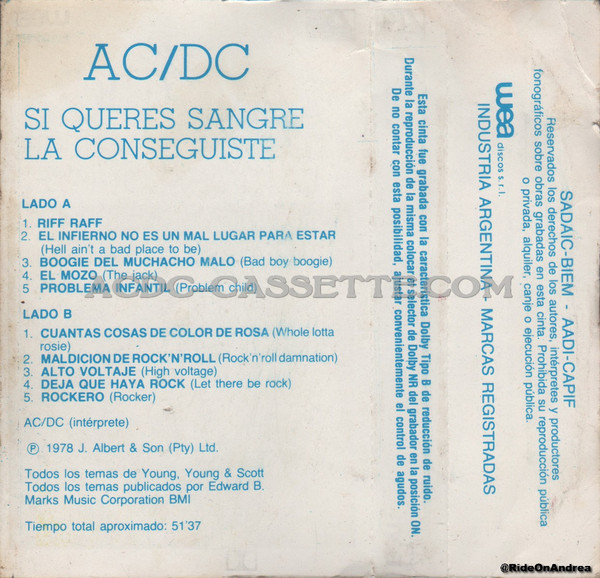 AC/DC
SI QUERES SANGRE
LA CONSEGUISTE
LADO A
1. RIFF RAFF
2. EL INFIERNO NO ES UN MAL LUGAR PARA ESTAR
(Hell ain't a bad place to be)
3. BOOGIE DEL MUCHACHO MALO (Bad boy boogie)
4. EL MOZO (The jack)
5 PROBLEMA INFANTIL (Problem child)
LADO B
1. CUANTAS COSAS DE COLOR DE ROSA (Whole lotta
rosie)
2. MALDICION DE ROCK'N'ROLL (Rock'n'roll damnation)
3. ALTO VOLTAJE (High voltage)
4. DEJA QUE HAYA ROCK (Let there be rock)
5. ROCKERO (Rocker)
AC/DC (intérprete)
℗ 1978 J. Albert & Son (Pty) Ltd.
Todos los temas de Young, Young & Scott
Todos los temas publicados por Edward B.
Marks Music Corporation BMI
Tiempo total aproximado: 51'37
Esta cinta fue grabada con la característica Dolby Tipo B de reducción de ruido.
Durante la reproducción de la misma colocar el selector de Dolby NR del grabador en la posición ON.
De no contar con esta posibilidad, ajustar convenientemente el control de agudos.
wea discos s. r. l.
INDUSTRIA ARGENTINA - MARCAS REGISTRADAS
SADAIC-BIEM - AADI-CAPIF
Reservados los derechos de los autores, intérpretes y productores
fonográficos sobre obras grabadas en esta cinta. Prohibida su reproducción pública
o privada, alquiler, canje o ejecución pública.
ACDC-CASSETTE.COM
@RideOnAndrea